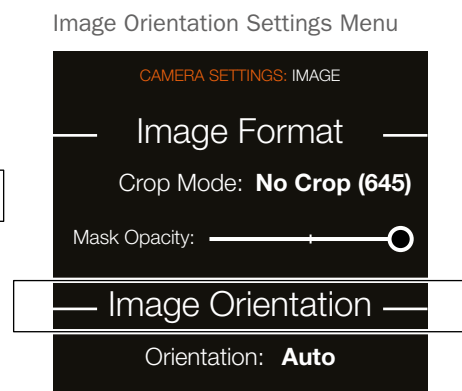 Image Orientation Settings Menu
CAMERA SETTINGS: IMAGE
Image Format
Crop Mode: No Crop (645)
Mask Opacity:
Image Orientation
Orientation: Auto